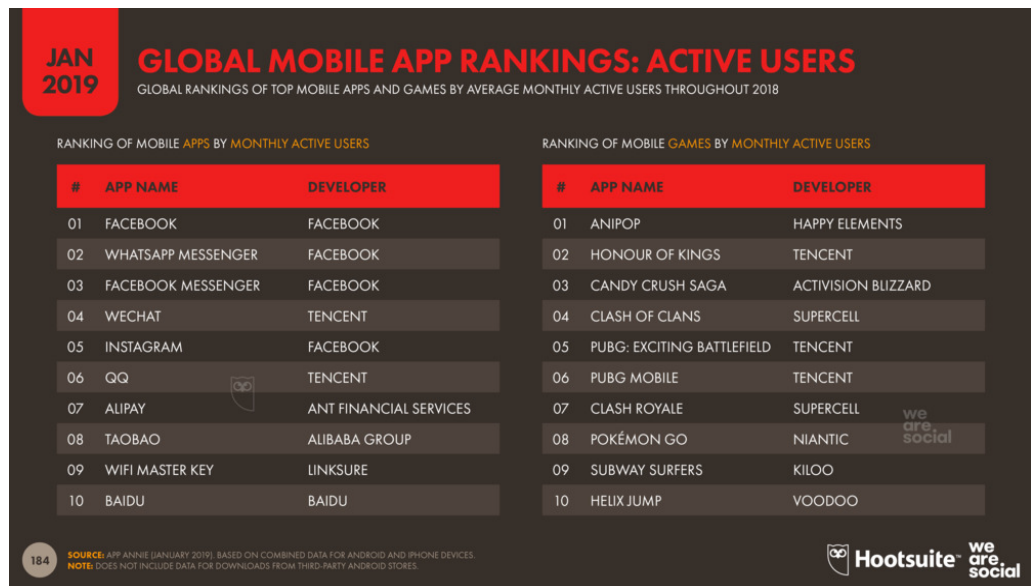 JAN
2019
GLOBAL MOBILE APP RANKINGS: ACTIVE USERS
GLOBAL RANKINGS OF TOP MOBILE APPS AND GAMES BY AVERAGE MONTHLY ACTIVE USERS THROUGHOUT 2018
RANKING OF MOBILE APPS BY MONTHLY ACTIVE USERS
# APP NAME DEVELOPER
01 FACEBOOK FACEBOOK
02 WHATSAPP MESSENGER FACEBOOK
03 FACEBOOK MESSENGER FACEBOOK
04 WECHAT TENCENT
05 INSTAGRAM FACEBOOK
06 QQ TENCENT
07 ALIPAY ANT FINANCIAL SERVICES
08 TAOBAO ALIBABA GROUP
09 WIFI MASTER KEY LINKSURE
10 BAIDU BAIDU
RANKING OF MOBILE GAMES BY MONTHLY ACTIVE USERS
# APP NAME DEVELOPER
01 ANIPOP HAPPY ELEMENTS
02 HONOUR OF KINGS TENCENT
03 CANDY CRUSH SAGA ACTIVISION BLIZZARD
04 CLASH OF CLANS SUPERCELL
05 PUBG: EXCITING BATTLEFIELD TENCENT
06 PUBG MOBILE TENCENT
07 CLASH ROYALE SUPERCELL
08 POKÉMON GO NIANTIC
09 SUBWAY SURFERS KILOO
10 HELIX JUMP VOODOO
we
are
social
184
SOURCE: APP ANNIE (JANUARY 2019). BASED ON COMBINED DATA FOR ANDROID AND IPHONE DEVICES.
NOTE: DOES NOT INCLUDE DATA FOR DOWNLOADS FROM THIRD-PARTY ANDROID STORES.
Hootsuite™
we
are
social